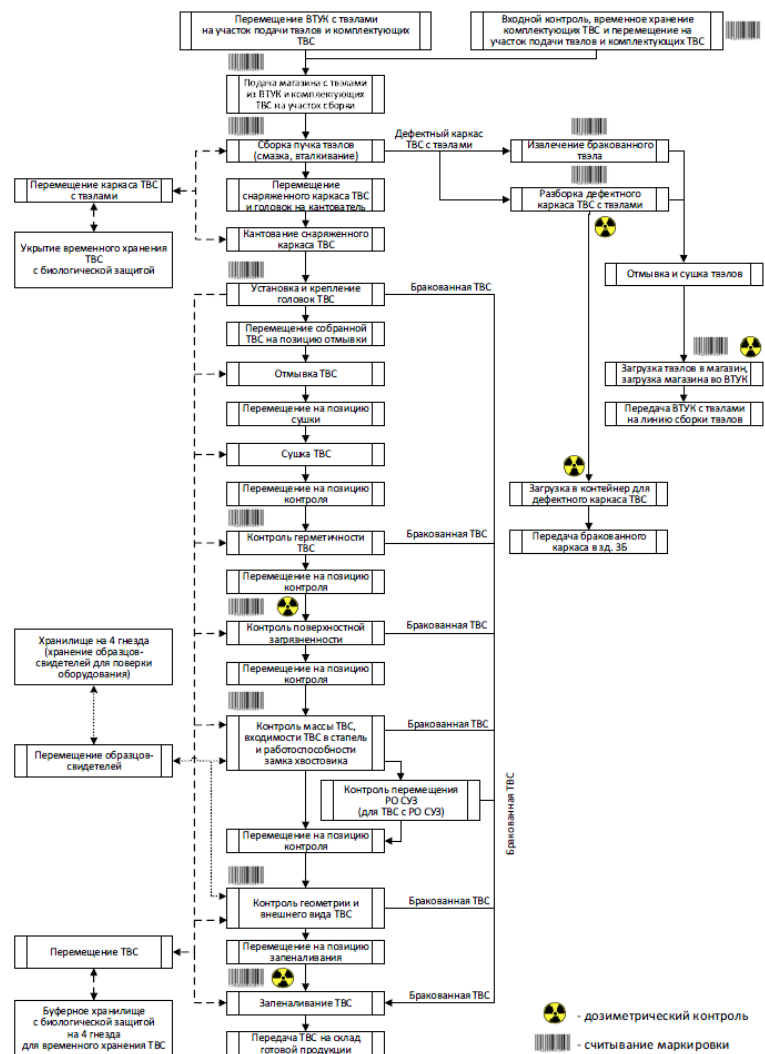 Перемещение ВТУК с твэлами
на участок подачи твэлов и комплектующих
ТВС
Входной контроль, временное хранение
комплектующих ТВС и перемещение на
участок подачи твэлов и комплектующих ТВС
Подача магазина с твэлами
из ВТУК и комплектующих
ТВС на участок сборки
Сборка пучка твэлов
(смазка, вталкивание)
Дефектный каркас
ТВС с твэлами
Извлечение бракованного
твэла
Перемещение каркаса ТВС
с твэлами
Перемещение
снаряженного каркаса ТВС
и головок на кантователь
Разборка дефектного
каркаса ТВС с твэлами
Укрытие временного хранения
ТВС
с биологической защитой
Кантование снаряженного
каркаса ТВС
Отмывка и сушка твэлов
Установка и крепление
головок ТВС
Бракованная ТВС
Перемещение собранной
ТВС на позицию отмывки
Отмывка ТВС
Загрузка твэлов в магазин,
загрузка магазина во ВТУК
Перемещение на позицию
сушки
Передача ВТУК с твэлами
на линию сборки твэлов
Сушка ТВС
Перемещение на позицию
контроля
Загрузка в контейнер для
дефектного каркаса ТВС
Контроль герметичности
ТВС
Бракованная ТВС
Передача бракованного
каркаса в зд. 3Б
Перемещение на позицию
контроля
Контроль поверхностной
загрязненности
Бракованная ТВС
Хранилище на 4 гнезда
(хранение образцов-
свидетелей для поверки
оборудования)
Перемещение на позицию
контроля
Контроль массы ТВС,
входимости ТВС в стапель
и работоспособности
замка хвостовика
Бракованная ТВС
Перемещение образцов-
свидетелей
Контроль перемещения
РО СУЗ
(для ТВС с РО СУЗ)
Бракованная ТВС
Перемещение на позицию
контроля
Контроль геометрии и
внешнего вида ТВС
Бракованная ТВС
Перемещение ТВС
Перемещение на позицию
запеналивания
Запеналивание ТВС
Бракованная ТВС
Буферное хранилище
с биологической защитой
на 4 гнезда
для временного хранения ТВС
Передача ТВС на склад
готовой продукции
- дозиметрический контроль
- считывание маркировки